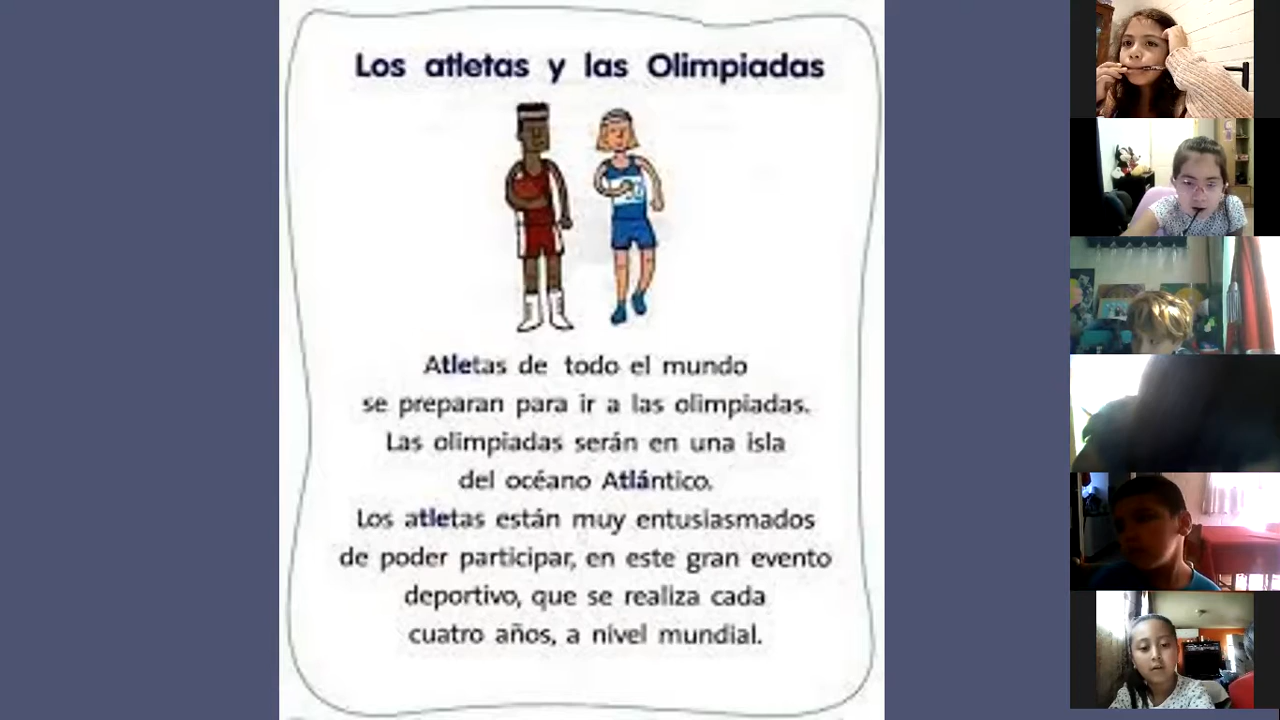 Los atletas y las Olimpiadas
Atletas de todo el mundo
se preparan para ir a las olimpiadas.
Las olimpiadas serán en una isla
del océano Atlántico.
Los atletas están muy entusiasmados
de poder participar, en este gran evento
deportivo, que se realiza cada
cuatro años, a nivel mundial.